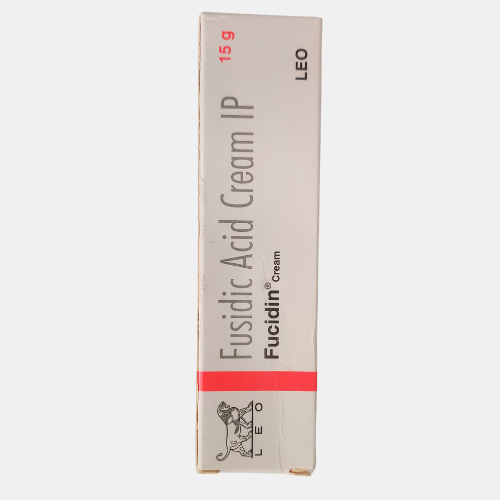 15 g
Fusidic Acid Cream IP
Fucidin® Cream
LEO
LEO